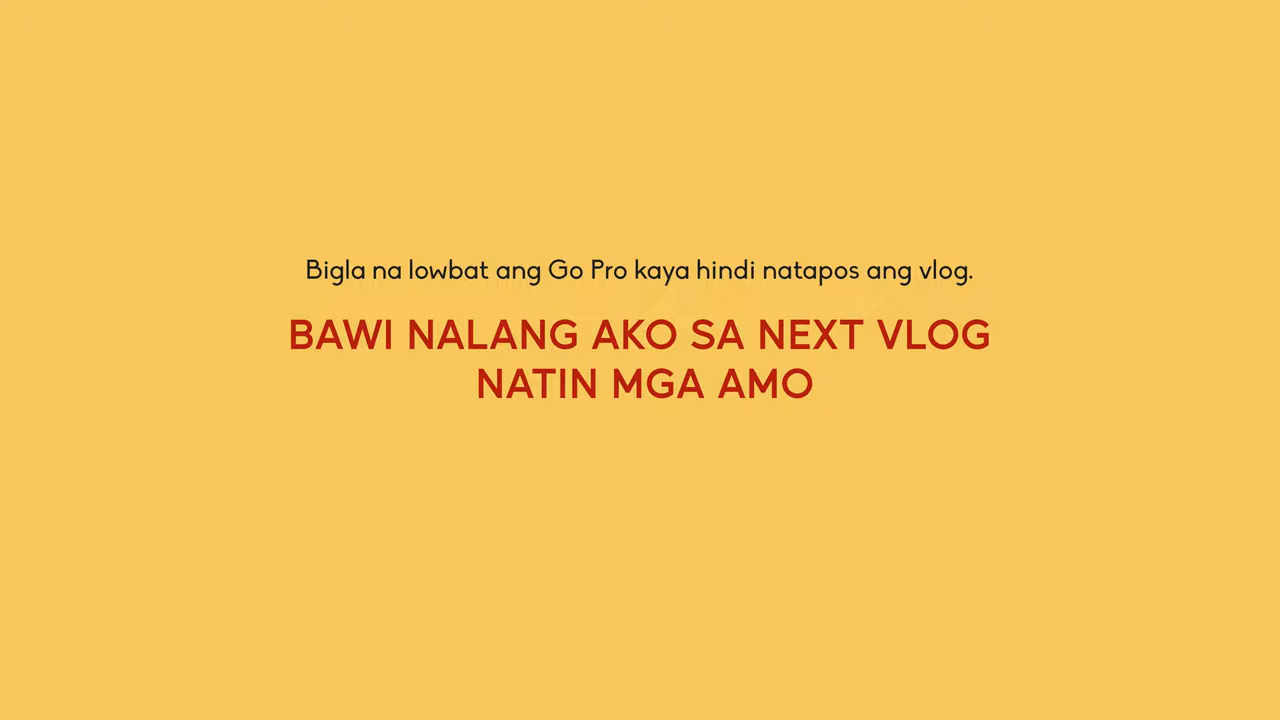 Bigla na lowbat ang Go Pro kaya hindi natapos ang vlog.
BAWI NALANG AKO SA NEXT VLOG
NATIN MGA AMO